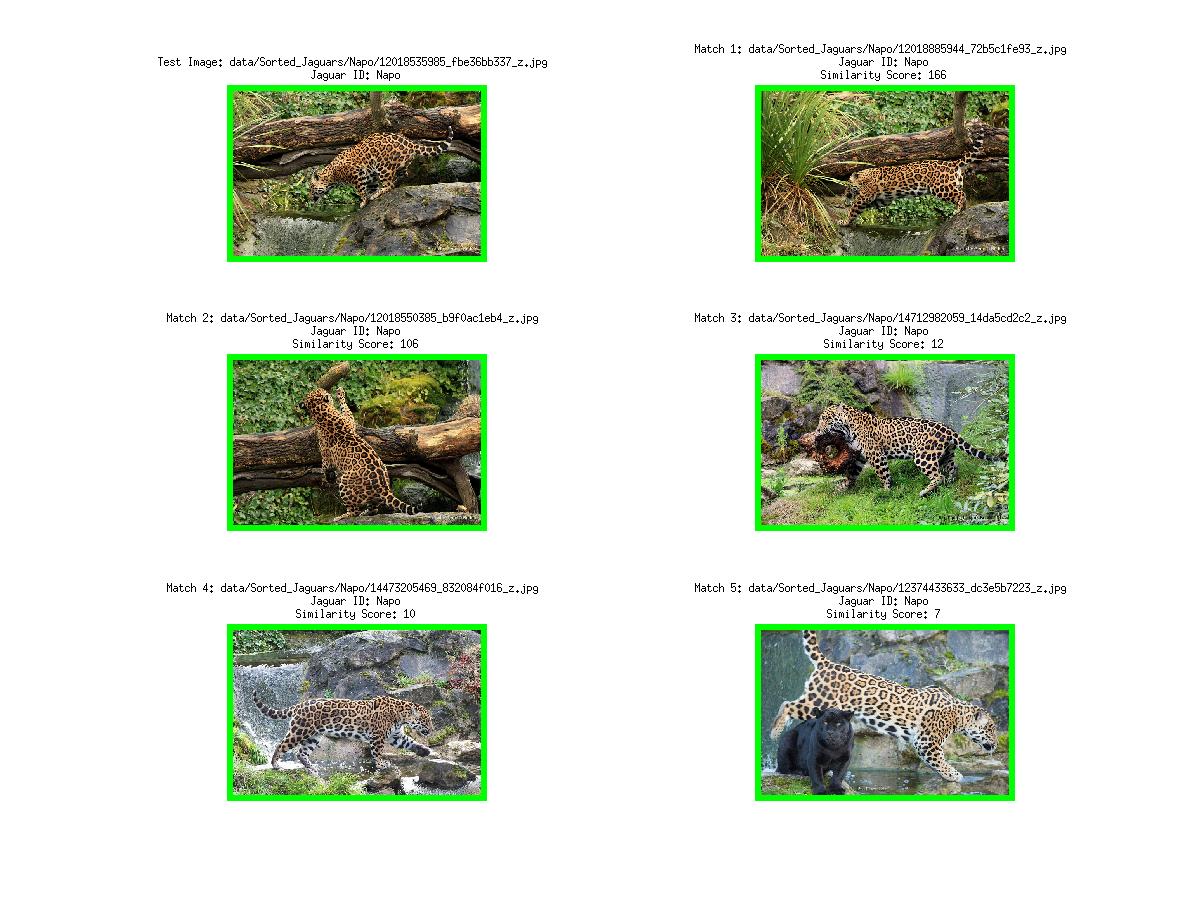 Test Image: data/Sorted_Jaguars/Napo/12018535985_fbe36bb337_z.jpg
Jaguar ID: Napo
Match 1: data/Sorted_Jaguars/Napo/12018885944_72b5c1fe93_z.jpg
Jaguar ID: Napo
Similarity Score: 166
Match 2: data/Sorted_Jaguars/Napo/12018550385_b9f0ac1eb4_z.jpg
Jaguar ID: Napo
Similarity Score: 106
Match 3: data/Sorted_Jaguars/Napo/14712982059_14da5cd2c2_z.jpg
Jaguar ID: Napo
Similarity Score: 12
Match 4: data/Sorted_Jaguars/Napo/14473205469_832084f016_z.jpg
Jaguar ID: Napo
Similarity Score: 10
Match 5: data/Sorted_Jaguars/Napo/12374433633_dc3e5b7223_z.jpg
Jaguar ID: Napo
Similarity Score: 7